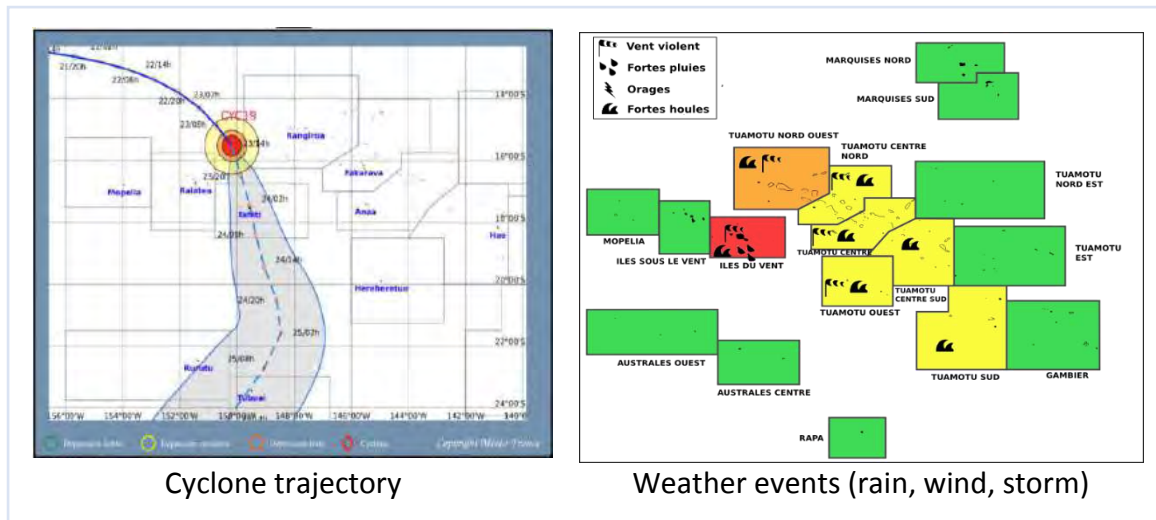 21/20h
22/08h
22/14h
22/20h
23/02h
23/08h
CYC19
23/14h
23/20
24/02h
24/08h
24/14h
24/20h
25/02h
25/08h
Rangiroa
Fakarava
Mopelia
Raiatea
Tahiti
Anaa
Hao
Hereheretue
Rurutu
Tubuai
16°00'S
18°00'S
20°00'S
22°00'S
24°00'S
156°00'W
154°00'W
152°00'W
148°00'W
146°00'W
144°00'W
142°00'W
Cyclone trajectory
Vent violent
Fortes pluies
Orages
Fortes houles
MARQUISES NORD
MARQUISES SUD
TUAMOTU NORD OUEST
TUAMOTU CENTRE
NORD
TUAMOTU
NORD EST
MOPELIA
ILES SOUS LE VENT
ILES DU VENT
TUAMOTU CENTRE
TUAMOTU
EST
TUAMOTU
CENTRE SUD
TUAMOTU OUEST
AUSTRALES OUEST
AUSTRALES CENTRE
TUAMOTU SUD
GAMBIER
RAPA
Weather events (rain, wind, storm)